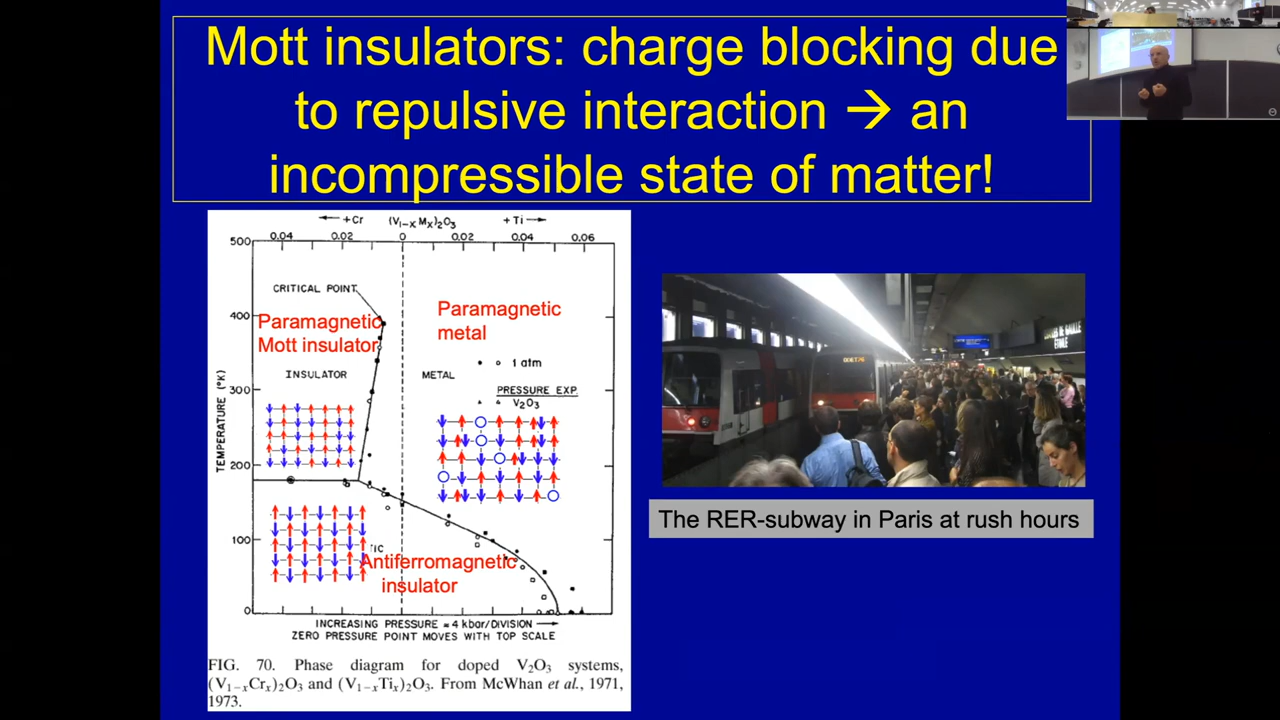 Mott insulators: charge blocking due
to repulsive interaction → an
incompressible state of matter!
← +Cr (V₁₋ₓ Mₓ)₂O₃ +Ti →
0.04 0.02 0 0.02 0.04 0.06
500
CRITICAL POINT
400
Paramagnetic
Mott insulator
Paramagnetic
metal
1 atm
INSULATOR
METAL
PRESSURE EXP.
V₂O₃
300
TEMPERATURE (°K)
200
100
TIC
Antiferromagnetic
insulator
0
INCREASING PRESSURE ≈ 4 kbar/DIVISION →
ZERO PRESSURE POINT MOVES WITH TOP SCALE
FIG. 70. Phase diagram for doped V₂O₃ systems,
(V₁₋ₓCrₓ)₂O₃ and (V₁₋ₓTiₓ)₂O₃. From McWhan et al., 1971,
1973.
ETOILE
The RER-subway in Paris at rush hours